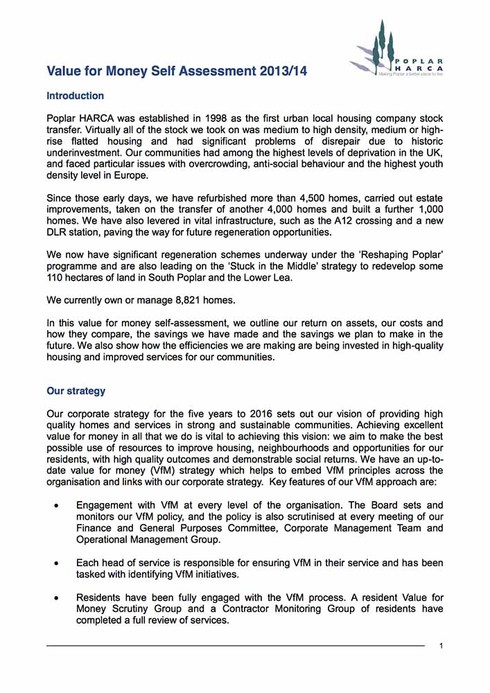 POPLAR
HARCA
Making Poplar a better place to live
Value for Money Self Assessment 2013/14
Introduction
Poplar HARCA was established in 1998 as the first urban local housing company stock
transfer. Virtually all of the stock we took on was medium to high density, medium or high-
rise flatted housing and had significant problems of disrepair due to historic
underinvestment. Our communities had among the highest levels of deprivation in the UK,
and faced particular issues with overcrowding, anti-social behaviour and the highest youth
density level in Europe.
Since those early days, we have refurbished more than 4,500 homes, carried out estate
improvements, taken on the transfer of another 4,000 homes and built a further 1,000
homes. We have also levered in vital infrastructure, such as the A12 crossing and a new
DLR station, paving the way for future regeneration opportunities.
We now have significant regeneration schemes underway under the 'Reshaping Poplar'
programme and are also leading on the 'Stuck in the Middle' strategy to redevelop some
110 hectares of land in South Poplar and the Lower Lea.
We currently own or manage 8,821 homes.
In this value for money self-assessment, we outline our return on assets, our costs and
how they compare, the savings we have made and the savings we plan to make in the
future. We also show how the efficiencies we are making are being invested in high-quality
housing and improved services for our communities.
Our strategy
Our corporate strategy for the five years to 2016 sets out our vision of providing high
quality homes and services in strong and sustainable communities. Achieving excellent
value for money in all that we do is vital to achieving this vision: we aim to make the best
possible use of resources to improve housing, neighbourhoods and opportunities for our
residents, with high quality outcomes and demonstrable social returns. We have an up-to-
date value for money (VfM) strategy which helps to embed VfM principles across the
organisation and links with our corporate strategy. Key features of our VfM approach are:
• Engagement with VfM at every level of the organisation. The Board sets and
monitors our VfM policy, and the policy is also scrutinised at every meeting of our
Finance and General Purposes Committee, Corporate Management Team and
Operational Management Group.
• Each head of service is responsible for ensuring VfM in their service and has been
tasked with identifying VfM initiatives.
• Residents have been fully engaged with the VfM process. A resident Value for
Money Scrutiny Group and a Contractor Monitoring Group of residents have
completed a full review of services.
1